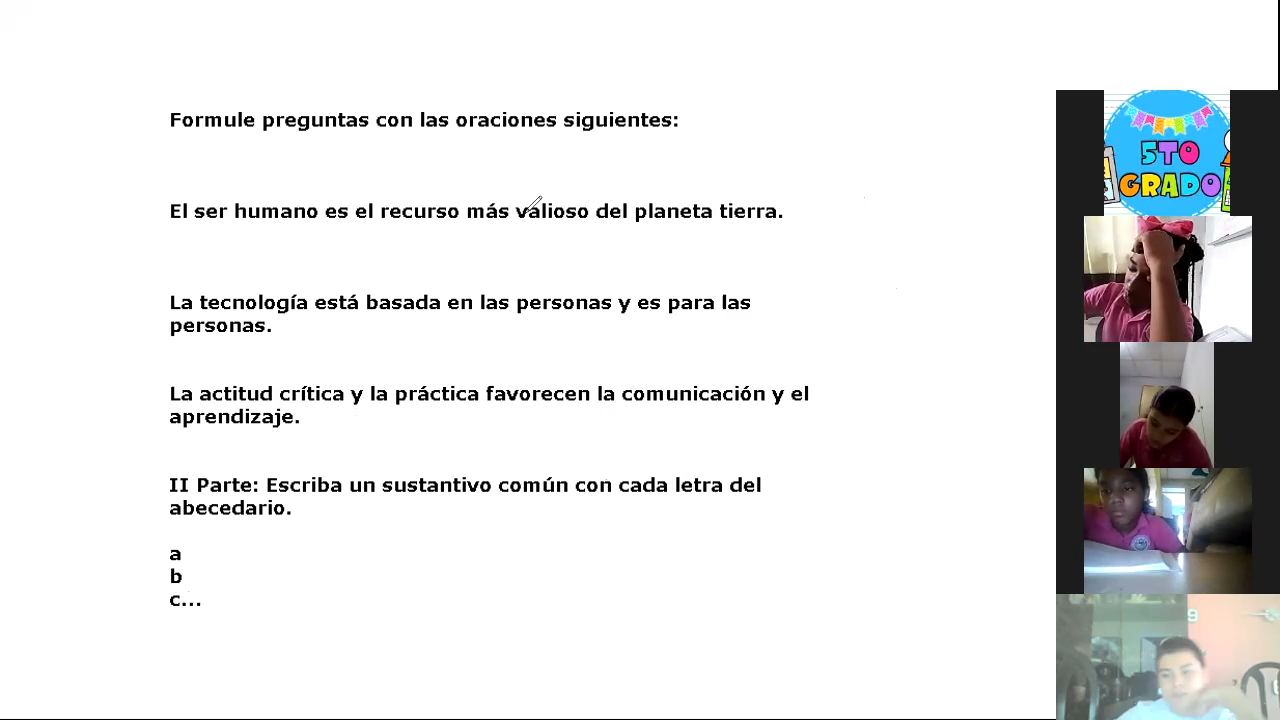 Formule preguntas con las oraciones siguientes:
El ser humano es el recurso más valioso del planeta tierra.
La tecnología está basada en las personas y es para las
personas.
La actitud crítica y la práctica favorecen la comunicación y el
aprendizaje.
II Parte: Escriba un sustantivo común con cada letra del
abecedario.
a
b
c...
5TO
GRADO